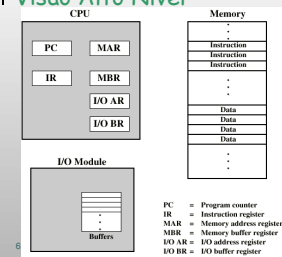 Visão Alto Nível
CPU
PC
MAR
IR
MBR
I/O AR
I/O BR
Memory
Instruction
Instruction
Instruction
Data
Data
Data
Data
I/O Module
Buffers
PC = Program counter
IR = Instruction register
MAR = Memory address register
MBR = Memory buffer register
I/O AR = I/O address register
I/O BR = I/O buffer register
6